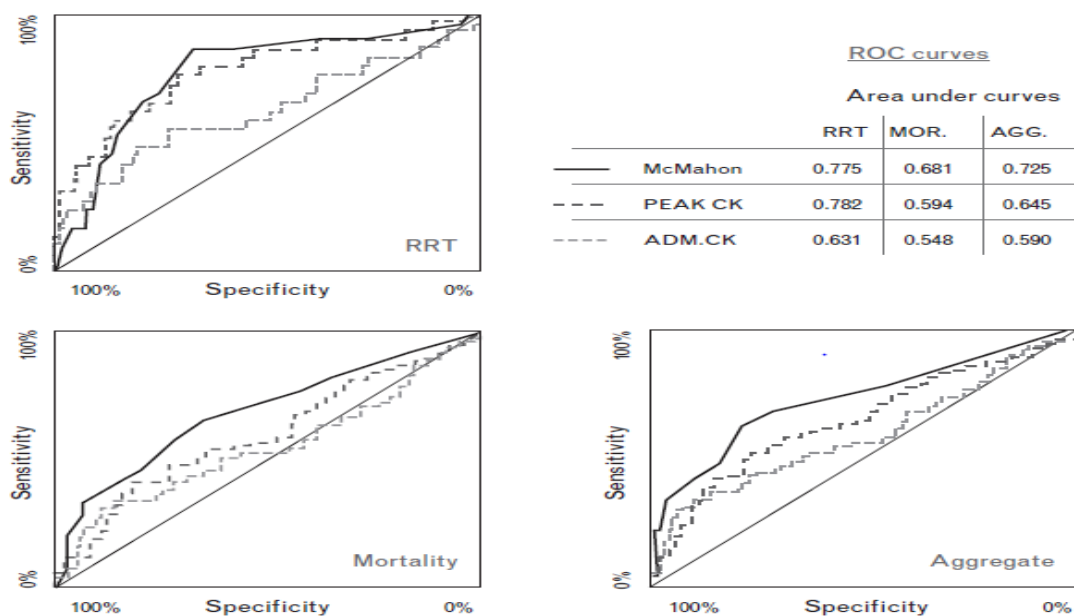 100%
Sensitivity
0%
RRT
100% Specificity 0%
ROC curves
Area under curves
RRT MOR. AGG.
McMahon 0.775 0.681 0.725
PEAK CK 0.782 0.594 0.645
ADM.CK 0.631 0.548 0.590
100%
Sensitivity
0%
Mortality
100% Specificity 0%
100%
Sensitivity
0%
Aggregate
100% Specificity 0%